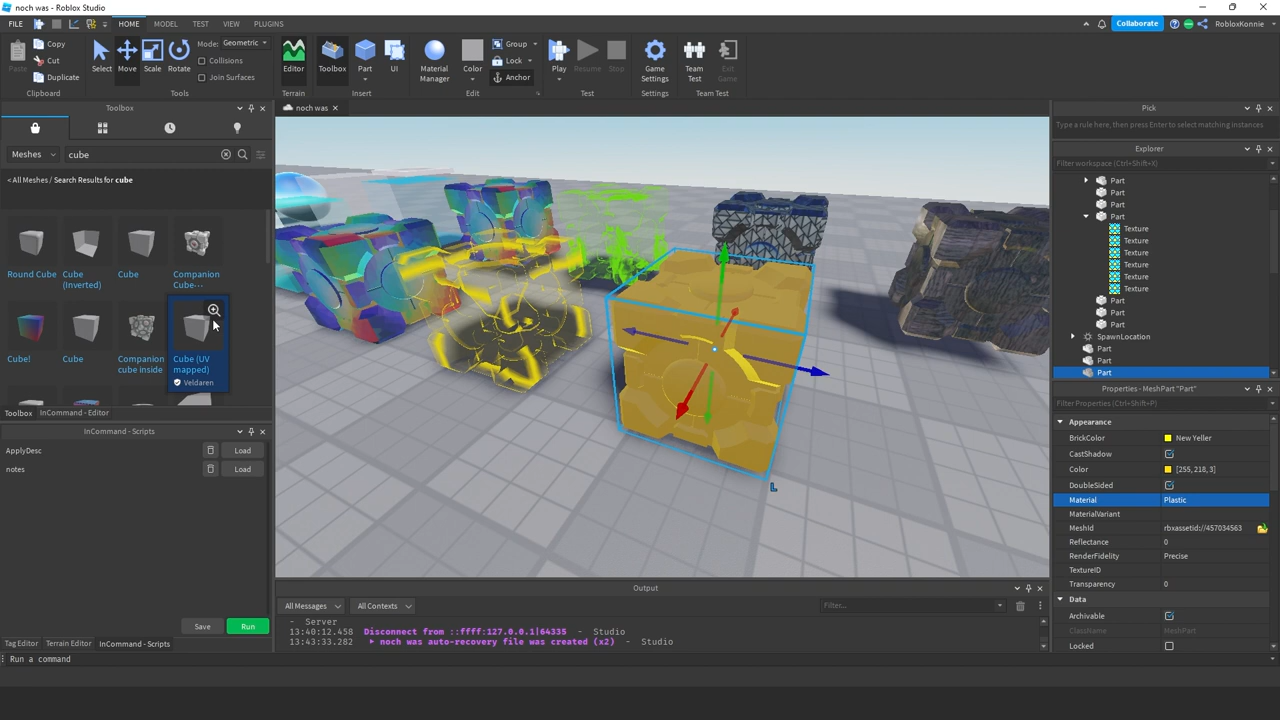 noch was - Roblox Studio
FILE HOME MODEL TEST VIEW PLUGINS Collaborate RobloxKonnie
Paste Copy Cut Duplicate Clipboard
Select Move Scale Rotate Mode: Geometric Collisions Join Surfaces Tools
Editor Terrain
Toolbox Part UI Insert
Material Manager Color Group Lock Anchor Edit
Play Resume Stop Test
Game Settings Settings
Team Test Exit Game Team Test
Toolbox
Meshes cube
< All Meshes / Search Results for cube
Round Cube Cube (Inverted) Cube Companion Cube---
Cube! Cube Companion cube inside Cube (UV mapped)
Veldaren
Toolbox InCommand - Editor
InCommand - Scripts
ApplyDesc Load
notes Load
Save Run
Tag Editor Terrain Editor InCommand - Scripts
Run a command
noch was
L
Output
All Messages All Contexts Filter...
- Server
13:40:12.458 Disconnect from ::ffff:127.0.0.1|64335 - Studio
13:43:33.282 noch was auto-recovery file was created (x2) - Studio
Pick
Type a rule here, then press Enter to select matching instances
Explorer
Filter workspace (Ctrl+Shift+X)
Part
Part
Part
Part
Texture
Texture
Texture
Texture
Texture
Texture
Part
Part
Part
SpawnLocation
Part
Part
Part
Properties - MeshPart "Part"
Filter Properties (Ctrl+Shift+P)
Appearance
BrickColor New Yeller
CastShadow
Color [255, 218, 3]
DoubleSided
Material Plastic
MaterialVariant
MeshId rbxassetid://457034563
Reflectance 0
RenderFidelity Precise
TextureID
Transparency 0
Data
Archivable
ClassName MeshPart
Locked